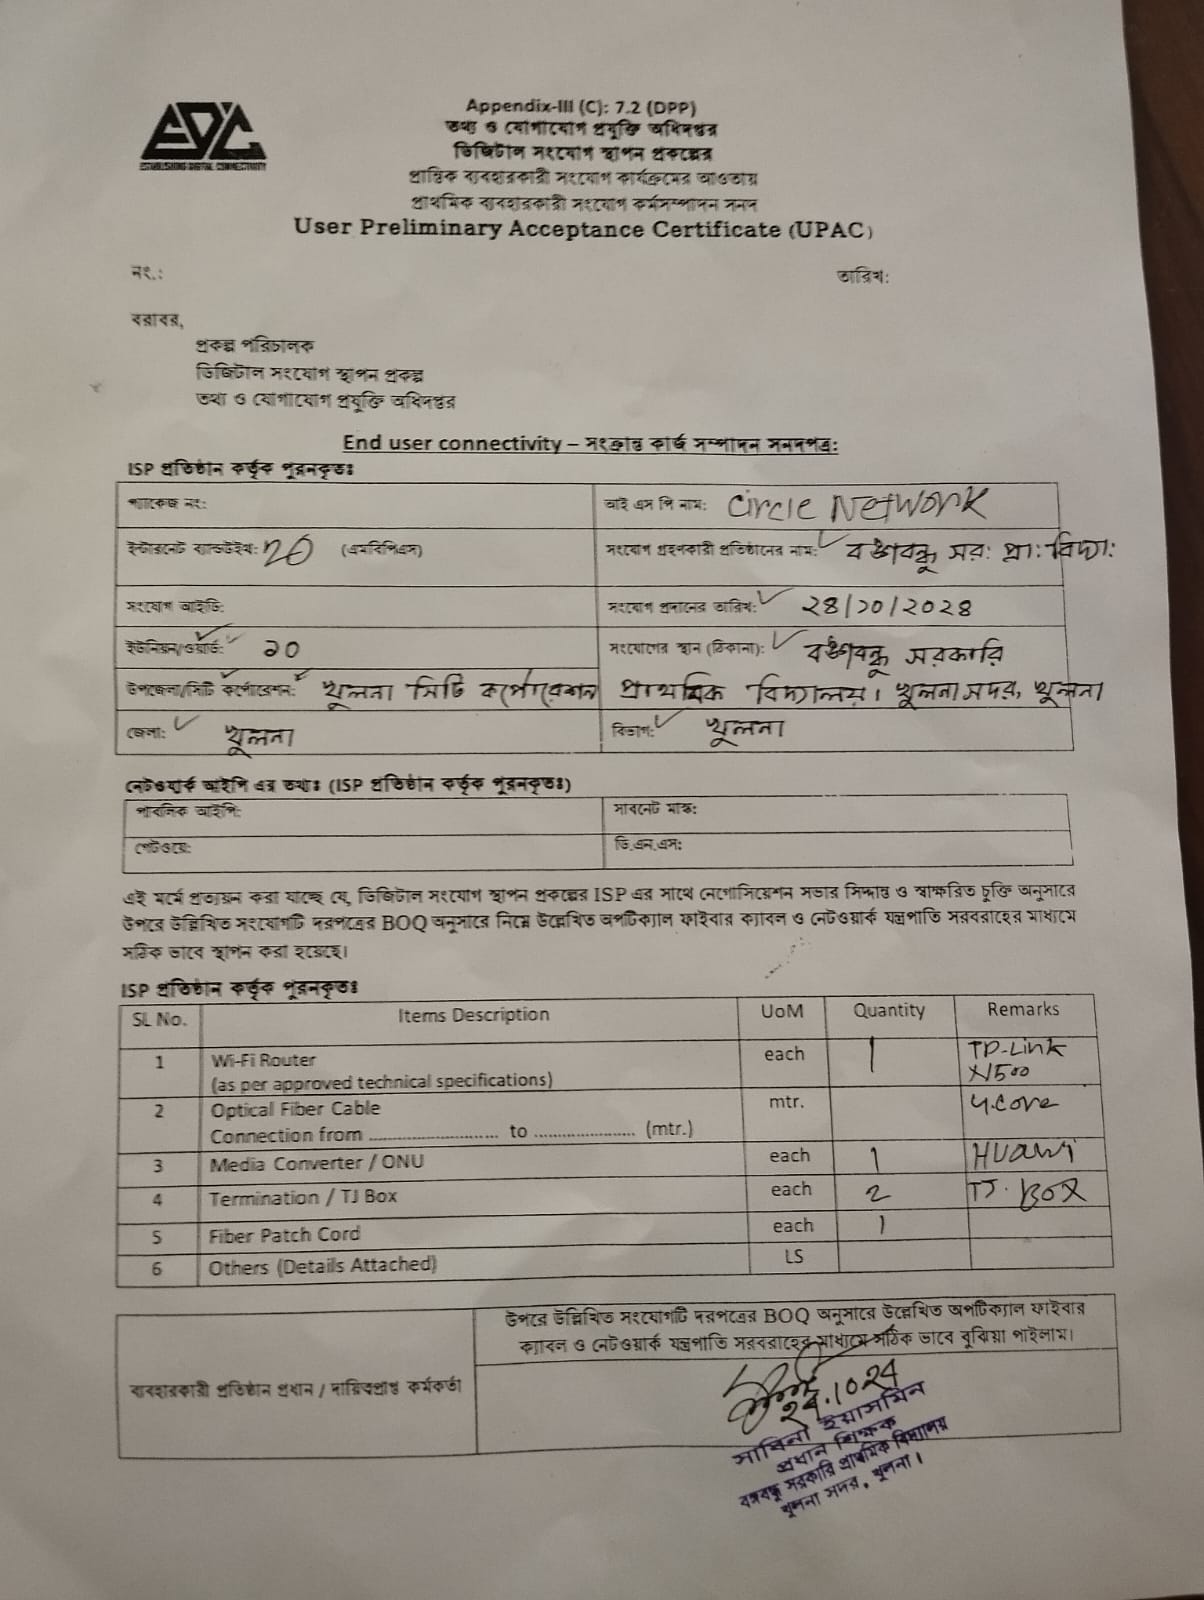 EDC
ESTABLISHING DIGITAL CONNECTIVITY
Appendix-III (C): 7.2 (DPP)
তথ্য ও যোগাযোগ প্রযুক্তি অধিদপ্তর
ডিজিটাল সংযোগ স্থাপন প্রকল্পের
প্রান্তিক ব্যবহারকারী সংযোগ কার্যক্রমের আওতায়
প্রাথমিক ব্যবহারকারী সংযোগ কর্মসম্পাদন সনদ
User Preliminary Acceptance Certificate (UPAC)
নং.: তারিখ:
বরাবর,
প্রকল্প পরিচালক
ডিজিটাল সংযোগ স্থাপন প্রকল্প
তথ্য ও যোগাযোগ প্রযুক্তি অধিদপ্তর
End user connectivity – সংক্রান্ত কার্জ সম্পাদন সনদপত্র:
ISP প্রতিষ্ঠান কর্তৃক পূরনকৃতঃ
প্যাকেজ নং: আই এস পি নাম: Circle Network
ইন্টারনেট ব্যান্ডউইথ: 20 (এমবিপিএস) সংযোগ গ্রহণকারী প্রতিষ্ঠানের নাম: বঙ্গবন্ধু সর: প্রা: বিদ্যা:
সংযোগ আইডি: সংযোগ প্রদানের তারিখ: ২৪/১০/২০২৪
ইউনিয়ন/ওয়ার্ড: ২০ সংযোগের স্থান (ঠিকানা): বঙ্গবন্ধু সরকারি
উপজেলা/সিটি কর্পোরেশন: খুলনা সিটি কর্পোরেশন প্রাথমিক বিদ্যালয়। খুলনা সদর, খুলনা
জেলা: খুলনা বিভাগ: খুলনা
নেটওয়ার্ক আইপি এর তথ্যঃ (ISP প্রতিষ্ঠান কর্তৃক পূরনকৃতঃ)
পাবলিক আইপি: সাবনেট মাস্ক:
গেটওয়ে: ডি.এন.এস:
এই মর্মে প্রত্যয়ন করা যাচ্ছে যে, ডিজিটাল সংযোগ স্থাপন প্রকল্পের ISP এর সাথে নেগোসিয়েশন সভার সিদ্ধান্ত ও স্বাক্ষরিত চুক্তি অনুসারে
উপরে উল্লিখিত সংযোগটি দরপত্রের BOQ অনুসারে নিম্নে উল্লেখিত অপটিক্যাল ফাইবার ক্যাবল ও নেটওয়ার্ক যন্ত্রপাতি সরবরাহের মাধ্যমে
সঠিক ভাবে স্থাপন করা হয়েছে।
ISP প্রতিষ্ঠান কর্তৃক পূরনকৃতঃ
SL No. Items Description UoM Quantity Remarks
1 Wi-Fi Router each 1 TP-Link
(as per approved technical specifications) X1500
2 Optical Fiber Cable mtr. 4.core
Connection from .......................... to ..................... (mtr.)
3 Media Converter / ONU each 1 Huawi
4 Termination / TJ Box each 2 TJ. BOX
5 Fiber Patch Cord each 1
6 Others (Details Attached) LS
উপরে উল্লিখিত সংযোগটি দরপত্রের BOQ অনুসারে উল্লেখিত অপটিক্যাল ফাইবার
ক্যাবল ও নেটওয়ার্ক যন্ত্রপাতি সরবরাহের মাধ্যমে সঠিক ভাবে বুঝিয়া পাইলাম।
ব্যবহারকারী প্রতিষ্ঠান প্রধান / দায়িত্বপ্রাপ্ত কর্মকর্তা
24.10.24
সাবিনা ইয়াসমিন
প্রধান শিক্ষক
বঙ্গবন্ধু সরকারি প্রাথমিক বিদ্যালয়
খুলনা সদর, খুলনা।